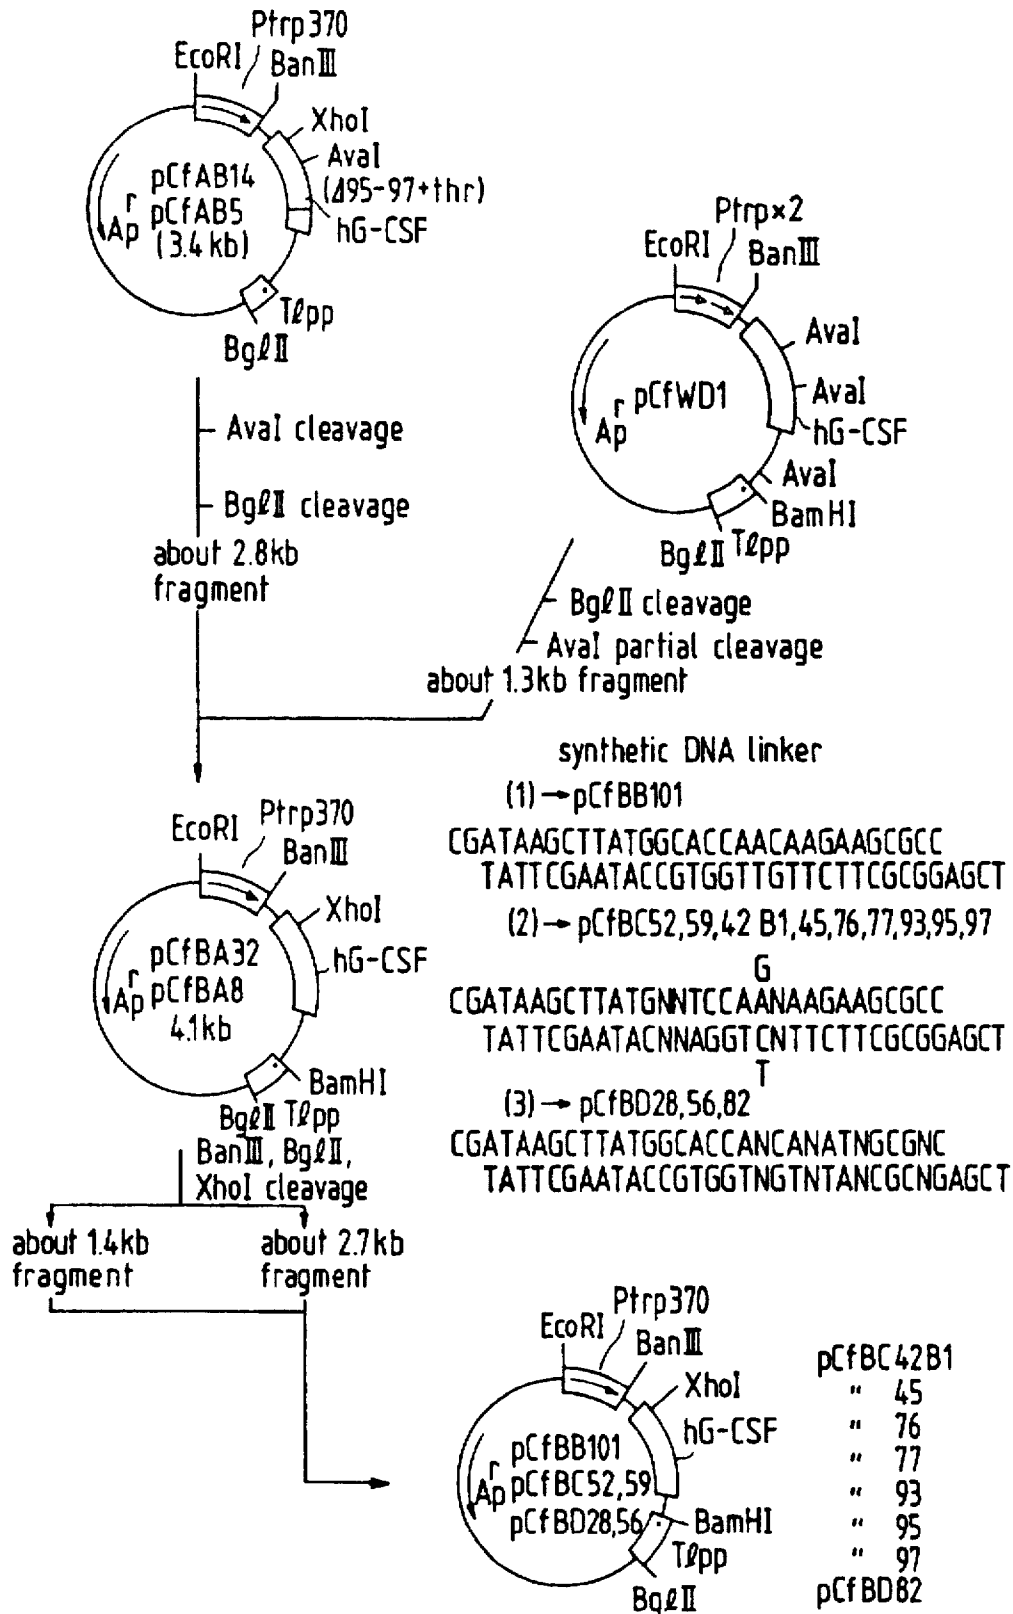 Ptrp370
EcoRI
BanⅢ
XhoI
AvaI
(Δ95-97+thr)
hG-CSF
pCfAB14
pCfAB5
(3.4kb)
Apr
Tℓpp
BgℓⅡ
AvaI cleavage
BgℓⅡ cleavage
about 2.8kb
fragment
Ptrp×2
EcoRI
BanⅢ
AvaI
AvaI
hG-CSF
pCfWD1
Apr
AvaI
BamHI
BgℓⅡ Tℓpp
BgℓⅡ cleavage
AvaI partial cleavage
about 1.3kb fragment
synthetic DNA linker
(1)→pCfBB101
CGATAAGCTTATGGCACCAACAAGAAGCGCC
TATTCGAATACCGTGGTTGTTCTTCGCGGAGCT
(2)→pCfBC52,59,42 B1,45,76,77,93,95,97
G
CGATAAGCTTATGNNTCCAANAAGAAGCGCC
TATTCGAATACNNAGGTCNTTCTTCGCGGAGCT
T
(3)→pCfBD28,56,82
CGATAAGCTTATGGCACCANCANATNGCGNC
TATTCGAATACCGTGGTNGTNTANCGCNGAGCT
Ptrp370
EcoRI
BanⅢ
XhoI
hG-CSF
pCfBA32
pCfBA8
4.1kb
Apr
BamHI
BgℓⅡ Tℓpp
BanⅢ, BgℓⅡ,
XhoI cleavage
about 1.4kb
fragment
about 2.7kb
fragment
Ptrp370
EcoRI
BanⅢ
XhoI
hG-CSF
pCfBB101
Apr pCfBC52,59
pCfBD28,56
BamHI
Tℓpp
BgℓⅡ
pCfBC42B1
" 45
" 76
" 77
" 93
" 95
" 97
pCfBD82